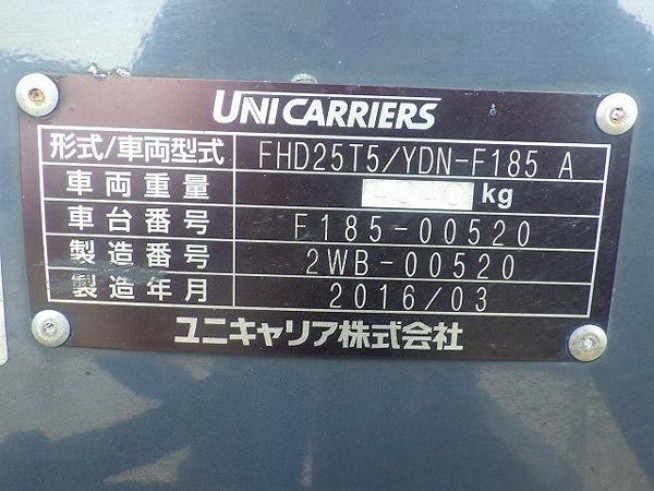 UNICARRIERS
形式/車両型式 FHD25T5/YDN-F185 A
車両重量 kg
車台番号 F185-00520
製造番号 2WB-00520
製造年月 2016/03
ユニキャリア株式会社